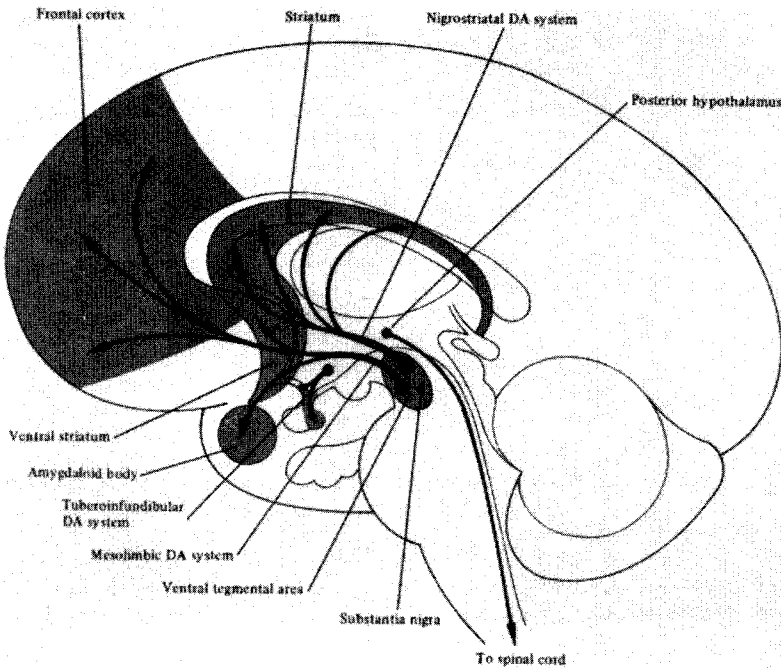 Frontal cortex
Striatum
Nigrostriatal DA system
Posterior hypothalamus
Ventral striatum
Amygdaloid body
Tuberoinfundibular
DA system
Mesolimbic DA system
Ventral tegmental area
Substantia nigra
To spinal cord